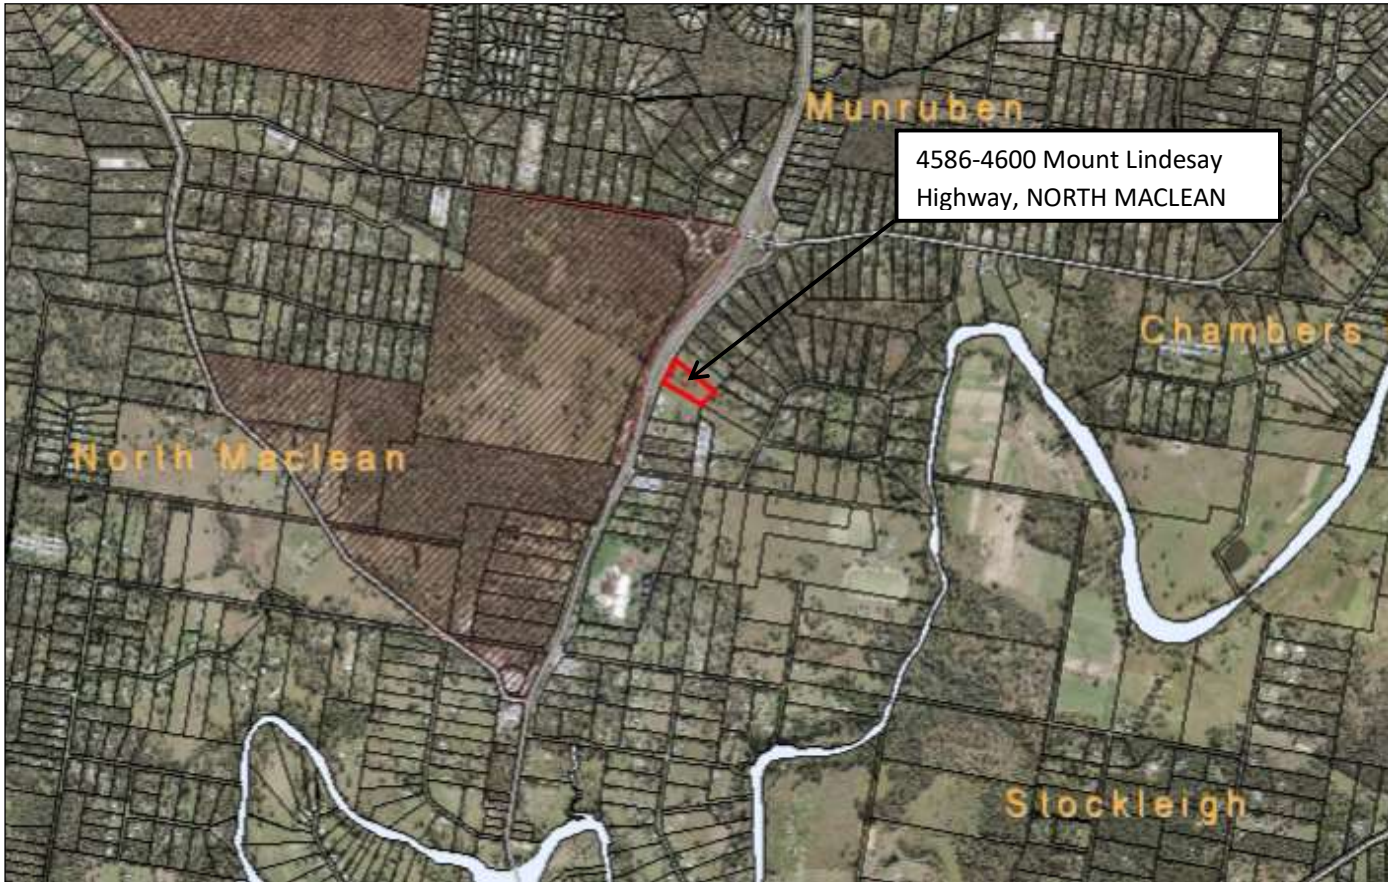 Munruben
4586-4600 Mount Lindesay
Highway, NORTH MACLEAN
Chambers
North Maclean
Stockleigh